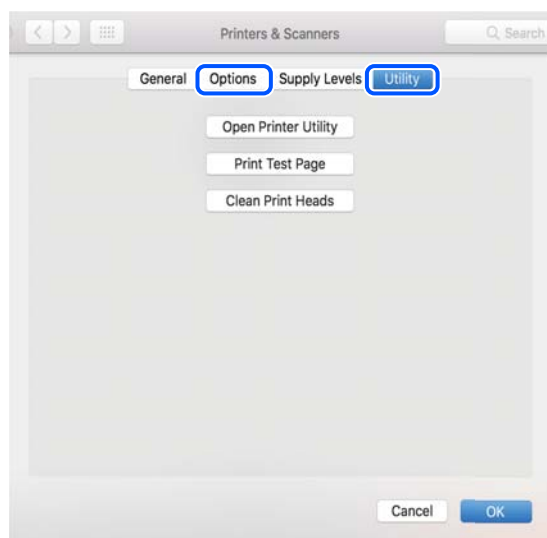 Printers & Scanners
Search
General Options Supply Levels Utility
Open Printer Utility
Print Test Page
Clean Print Heads
Cancel OK